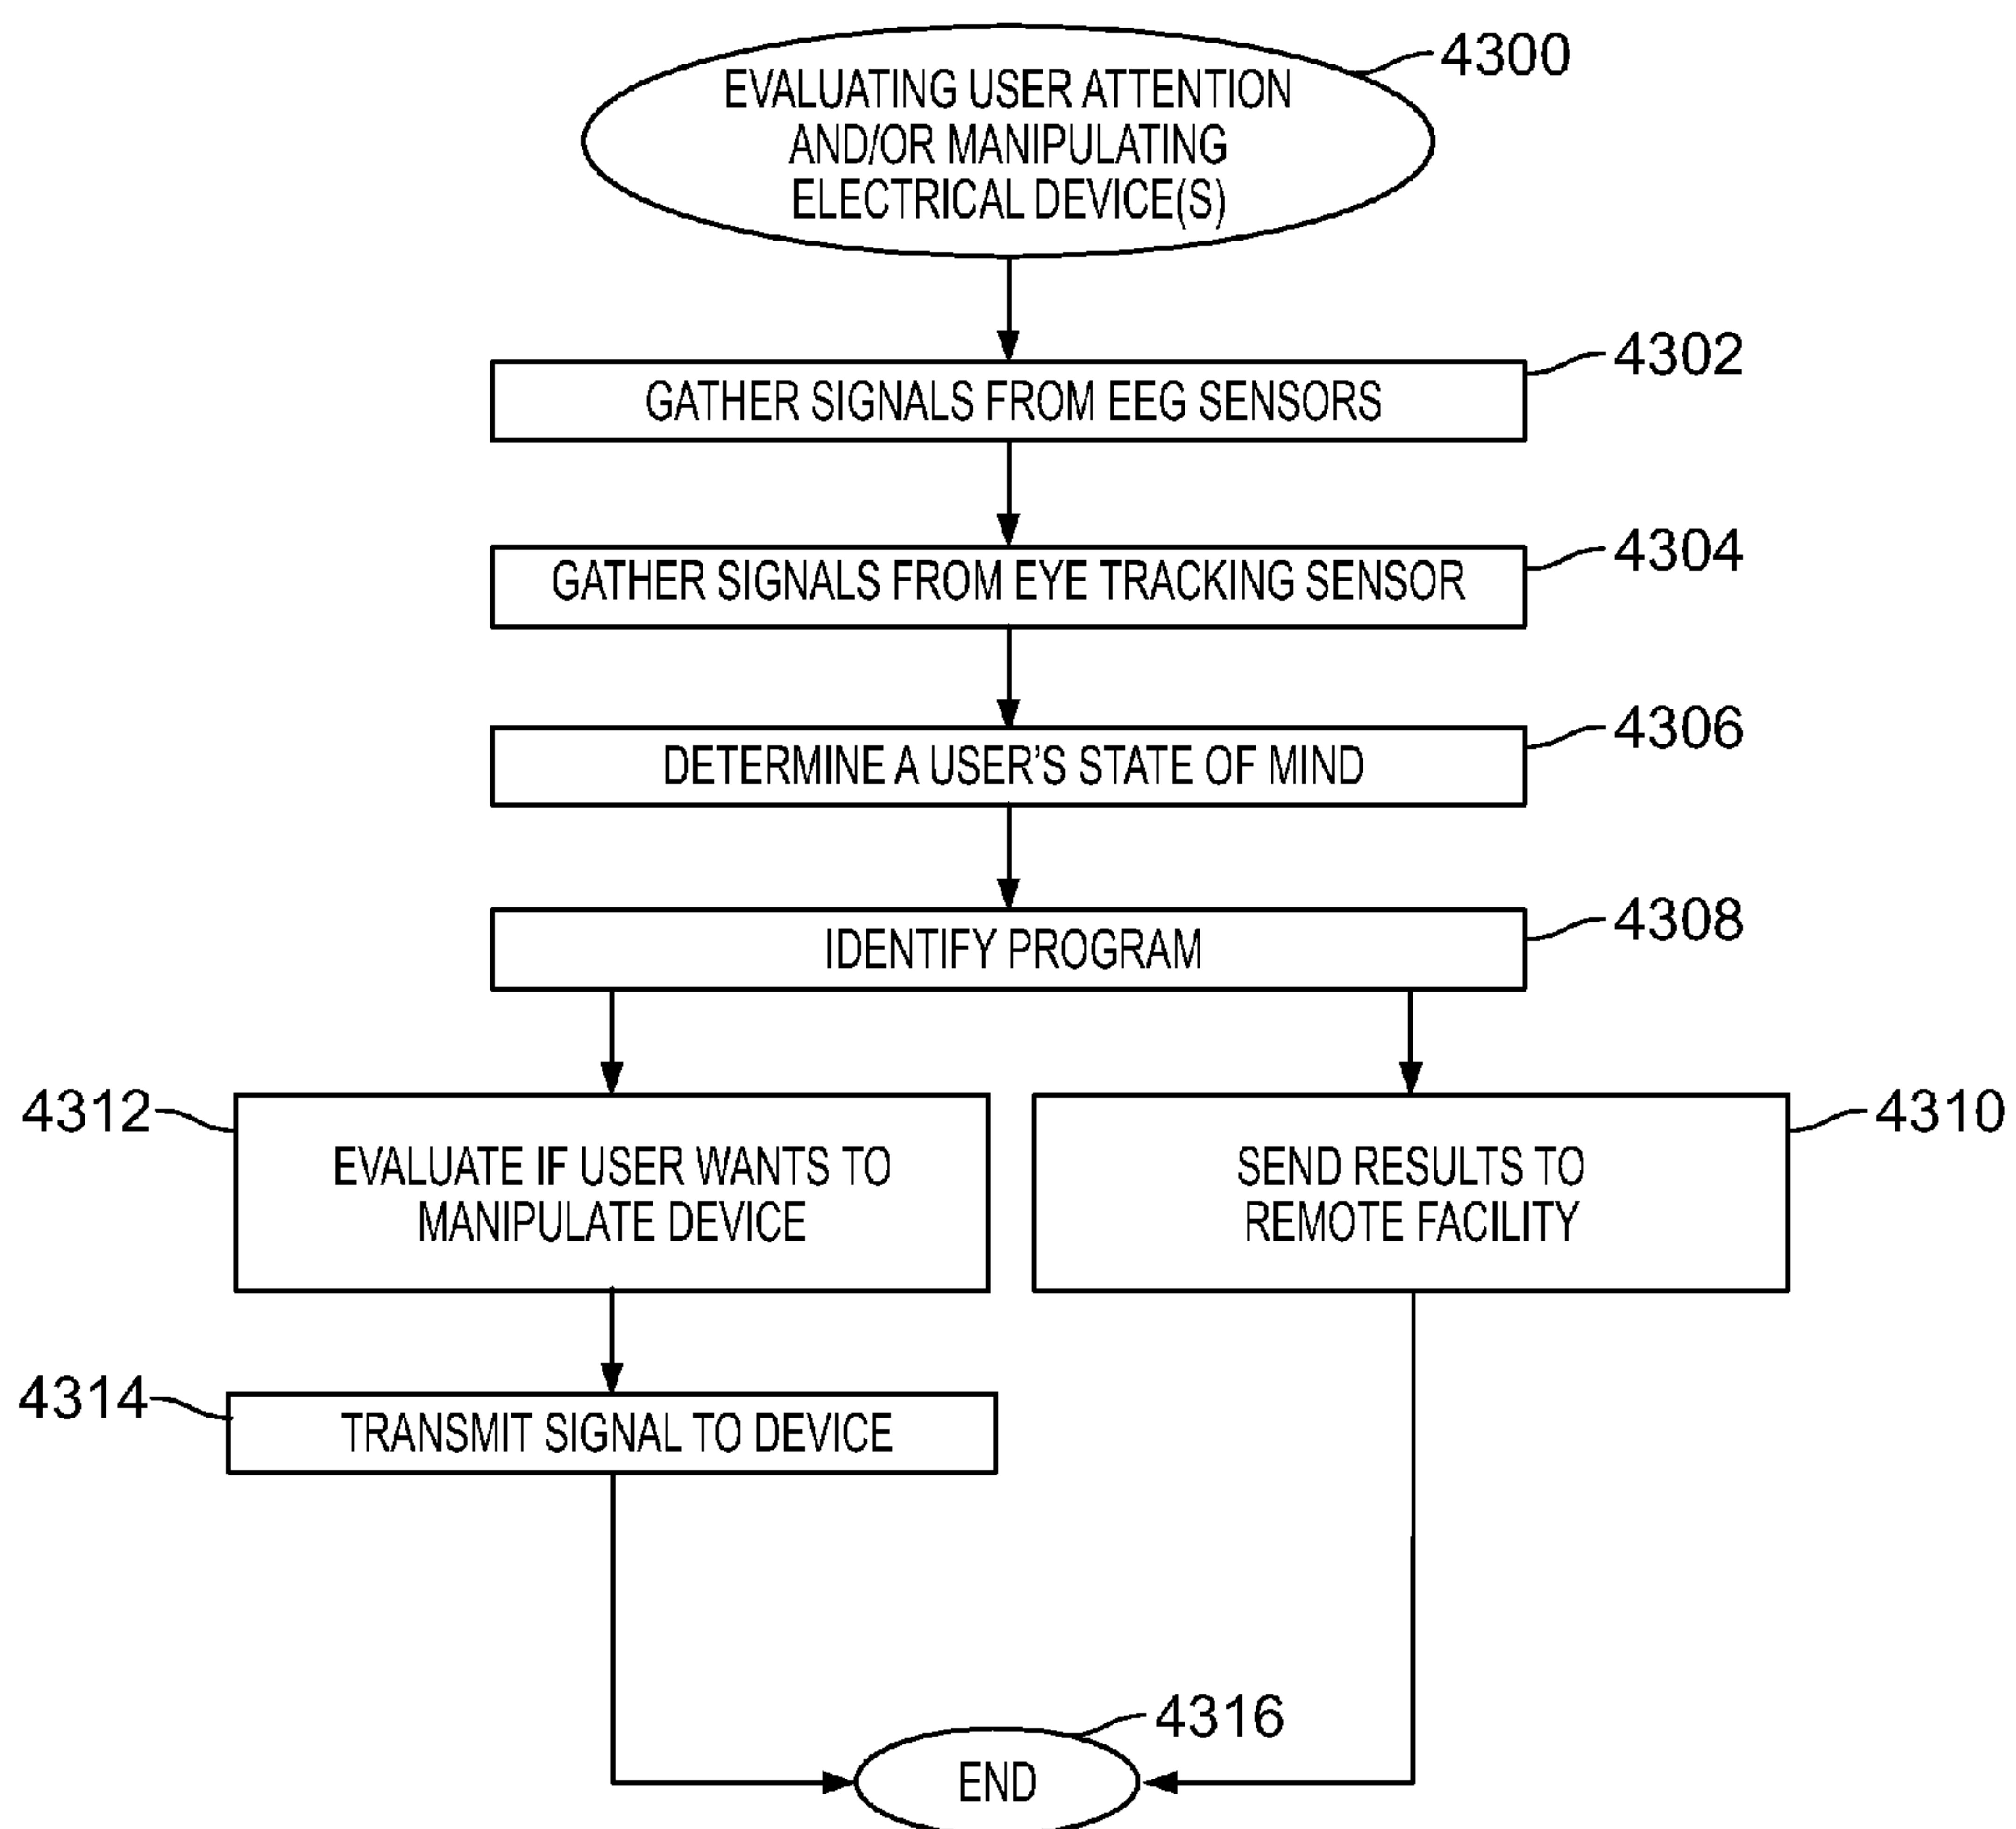 4300
EVALUATING USER ATTENTION
AND/OR MANIPULATING
ELECTRICAL DEVICE(S)
4302
GATHER SIGNALS FROM EEG SENSORS
4304
GATHER SIGNALS FROM EYE TRACKING SENSOR
4306
DETERMINE A USER'S STATE OF MIND
4308
IDENTIFY PROGRAM
4312
EVALUATE IF USER WANTS TO
MANIPULATE DEVICE
4310
SEND RESULTS TO
REMOTE FACILITY
4314
TRANSMIT SIGNAL TO DEVICE
4316
END